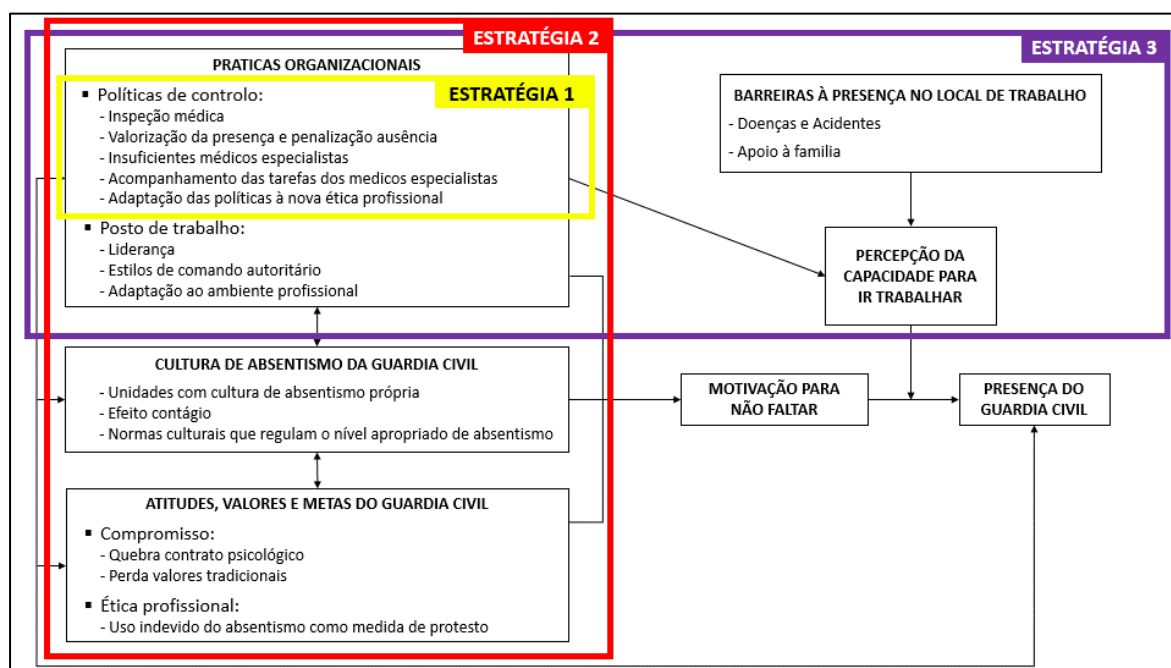 ESTRATÉGIA 2
ESTRATÉGIA 3
PRATICAS ORGANIZACIONAIS
ESTRATÉGIA 1
▪ Políticas de controlo:
- Inspeção médica
- Valorização da presença e penalização ausência
- Insuficientes médicos especialistas
- Acompanhamento das tarefas dos medicos especialistas
- Adaptação das políticas à nova ética profissional
▪ Posto de trabalho:
- Liderança
- Estilos de comando autoritário
- Adaptação ao ambiente profissional
BARREIRAS À PRESENÇA NO LOCAL DE TRABALHO
- Doenças e Acidentes
- Apoio à familia
PERCEPÇÃO DA
CAPACIDADE PARA
IR TRABALHAR
CULTURA DE ABSENTISMO DA GUARDIA CIVIL
- Unidades com cultura de absentismo própria
- Efeito contágio
- Normas culturais que regulam o nível apropriado de absentismo
MOTIVAÇÃO PARA
NÃO FALTAR
PRESENÇA DO
GUARDIA CIVIL
ATITUDES, VALORES E METAS DO GUARDIA CIVIL
▪ Compromisso:
- Quebra contrato psicológico
- Perda valores tradicionais
▪ Ética profissional:
- Uso indevido do absentismo como medida de protesto